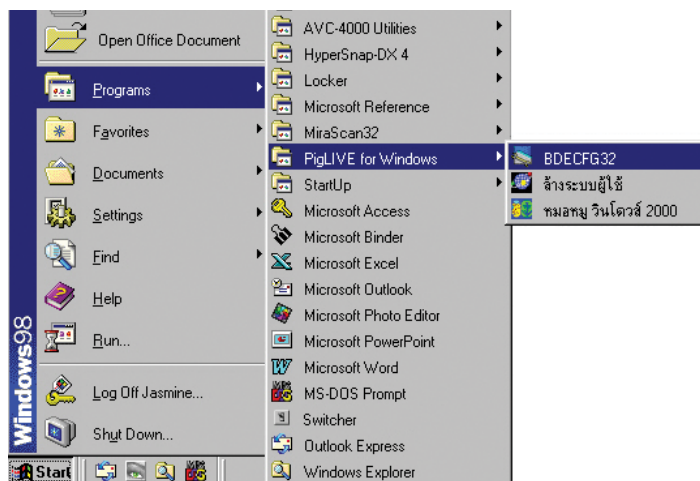 Open Office Document
Programs
Favorites
Documents
Settings
Find
Help
Run...
Log Off Jasmine...
Shut Down...
Windows98
Start
AVC-4000 Utilities
HyperSnap-DX 4
Locker
Microsoft Reference
MiraScan32
PigLIVE for Windows
StartUp
Microsoft Access
Microsoft Binder
Microsoft Excel
Microsoft Outlook
Microsoft Photo Editor
Microsoft PowerPoint
Microsoft Word
MS-DOS Prompt
Switcher
Outlook Express
Windows Explorer
BDECFG32
ล้างระบบผู้ใช้
หมอหมู วินโดวส์ 2000